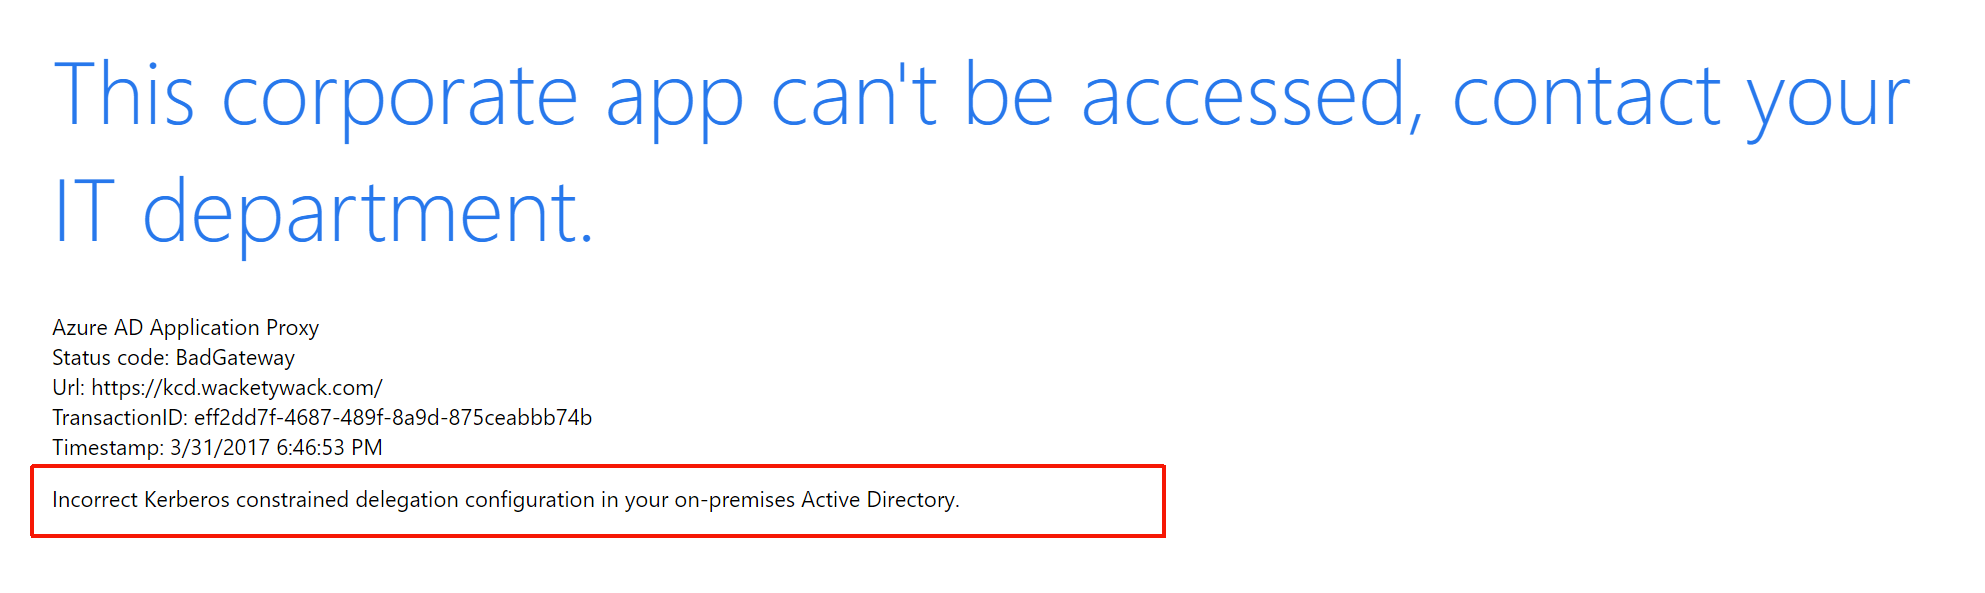 This corporate app can't be accessed, contact your
IT department.
Azure AD Application Proxy
Status code: BadGateway
Url: https://kcd.wacketywack.com/
TransactionID: eff2dd7f-4687-489f-8a9d-875ceabbb74b
Timestamp: 3/31/2017 6:46:53 PM
Incorrect Kerberos constrained delegation configuration in your on-premises Active Directory.